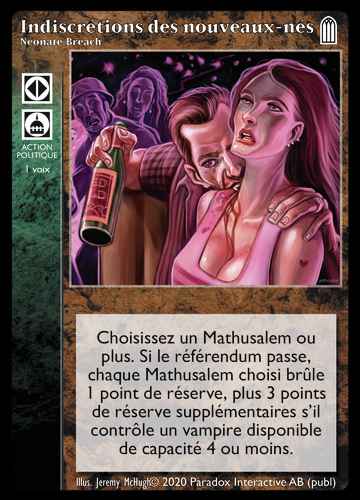 Indiscrétions des nouveaux-nés
Neonate Breach
ACTION
POLITIQUE
1 voix
Choisissez un Mathusalem ou
plus. Si le référendum passe,
chaque Mathusalem choisi brûle
1 point de réserve, plus 3 points
de réserve supplémentaires s'il
contrôle un vampire disponible
de capacité 4 ou moins.
Illus. Jeremy McHugh© 2020 Paradox Interactive AB (publ)